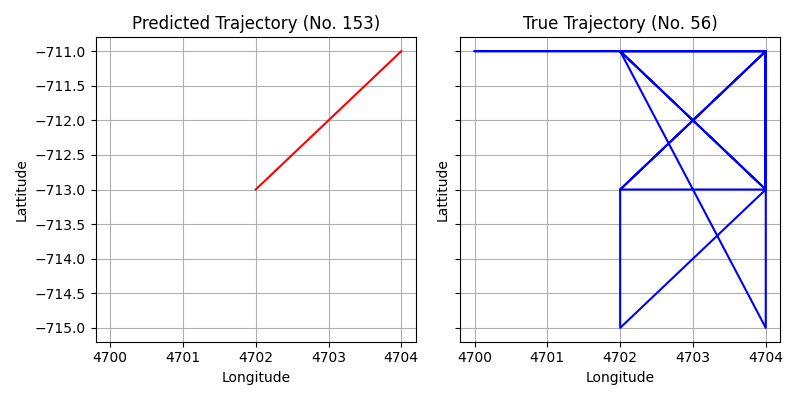 Predicted Trajectory (No. 153)
True Trajectory (No. 56)
−711.0
−711.5
−712.0
−712.5
−713.0
−713.5
−714.0
−714.5
−715.0
Lattitude
Lattitude
4700 4701 4702 4703 4704
4700 4701 4702 4703 4704
Longitude
Longitude